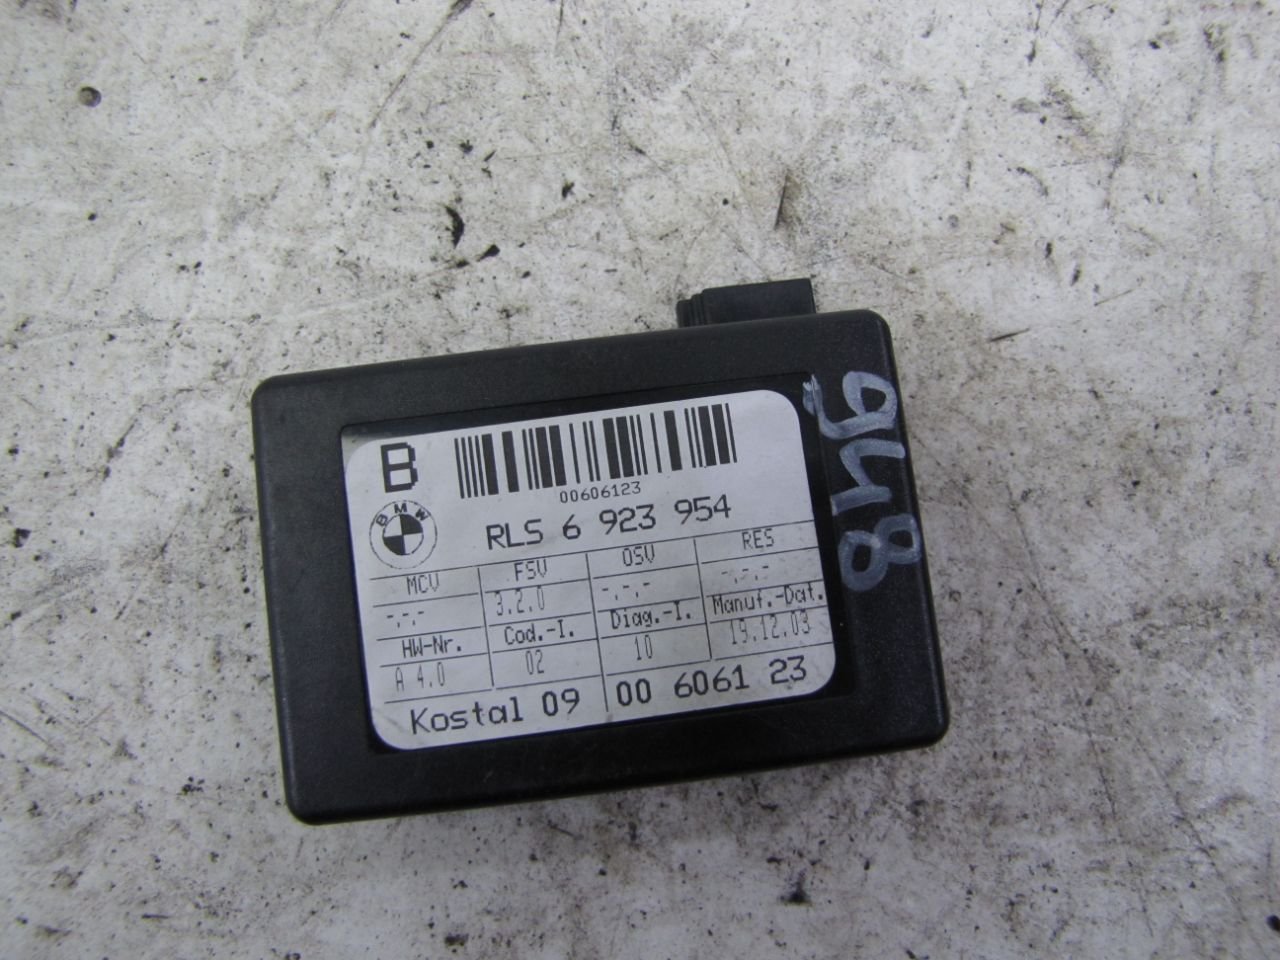 B
00606123
BMW
RLS 6 923 954
MCV FSV OSV RES
-.-.- 3.2.0 -.-.- -.-.-
HW-Nr. Cod.-I. Diag.-I. Manuf.-Dat.
A 4.0 02 10 19.12.03
Kostal 09 00 6061 23
948